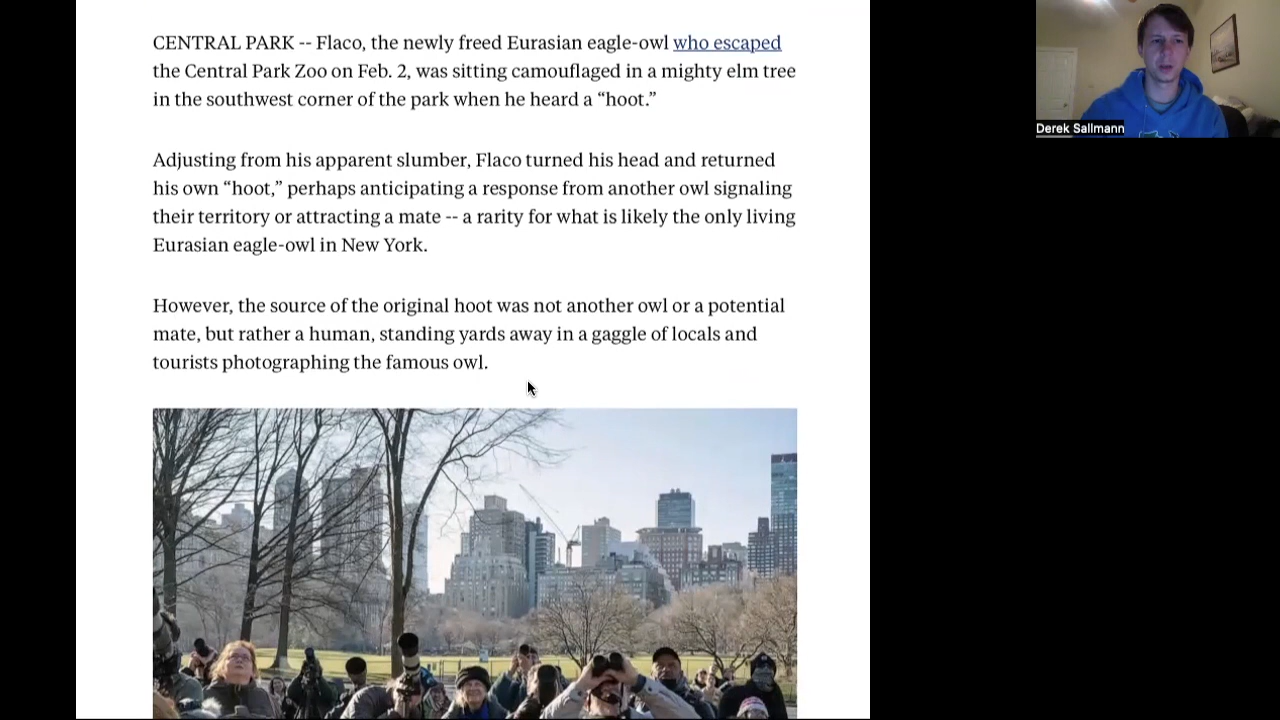 CENTRAL PARK -- Flaco, the newly freed Eurasian eagle-owl who escaped
the Central Park Zoo on Feb. 2, was sitting camouflaged in a mighty elm tree
in the southwest corner of the park when he heard a “hoot.”
Adjusting from his apparent slumber, Flaco turned his head and returned
his own “hoot,” perhaps anticipating a response from another owl signaling
their territory or attracting a mate -- a rarity for what is likely the only living
Eurasian eagle-owl in New York.
However, the source of the original hoot was not another owl or a potential
mate, but rather a human, standing yards away in a gaggle of locals and
tourists photographing the famous owl.
Derek Sallmann